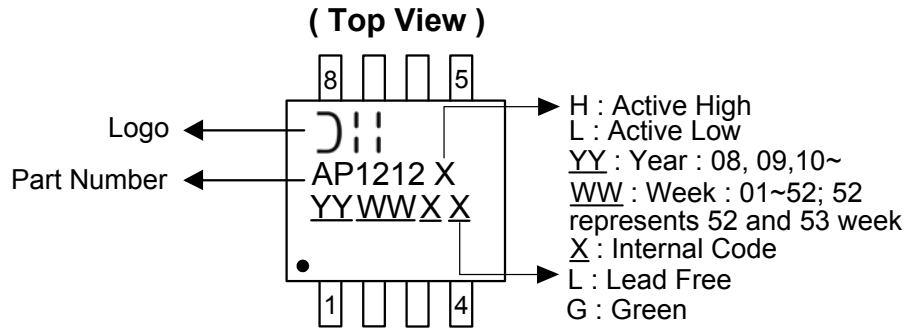 ( Top View )
8 5
Logo
Part Number
AP1212 X
YY WW X X
1 4
H : Active High
L : Active Low
YY : Year : 08, 09,10~
WW : Week : 01~52; 52
represents 52 and 53 week
X : Internal Code
L : Lead Free
G : Green